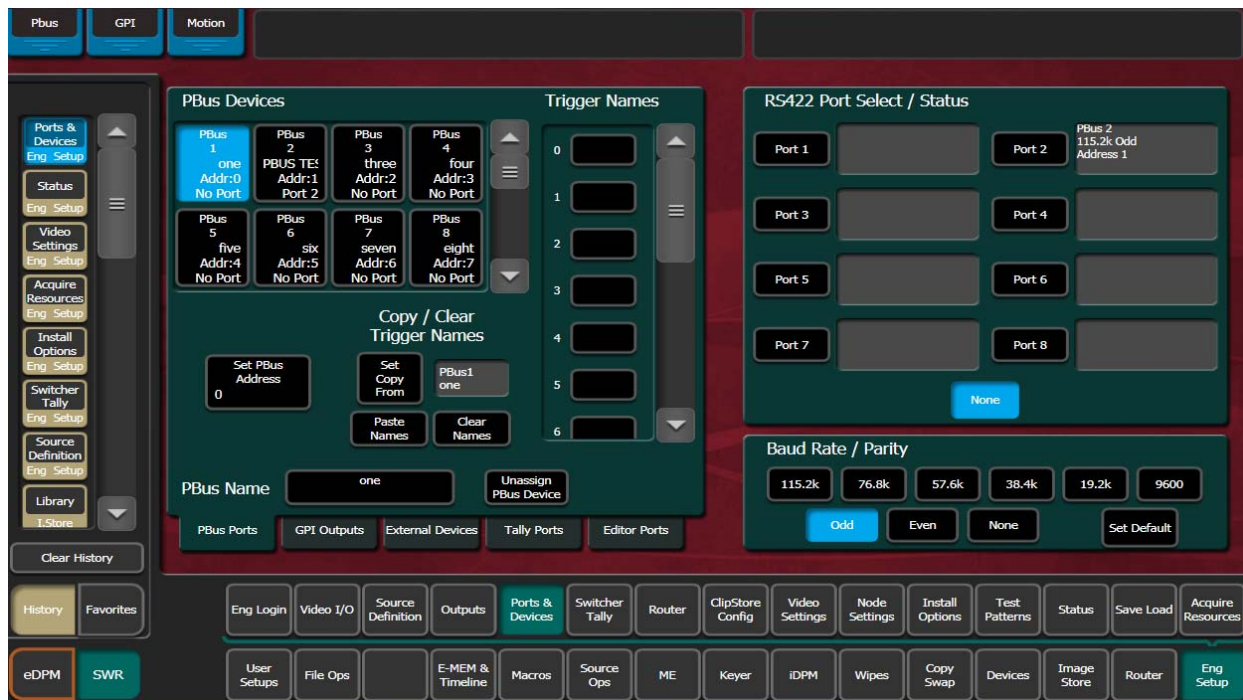 Pbus
GPI
Motion
Ports &
Devices
Eng Setup
Status
Eng Setup
Video
Settings
Eng Setup
Acquire
Resources
Eng Setup
Install
Options
Eng Setup
Switcher
Tally
Eng Setup
Source
Definition
Eng Setup
Library
I.Store
Clear History
History
Favorites
eDPM
SWR
PBus Devices
PBus
1
one
Addr:0
No Port
PBus
2
PBUS TES
Addr:1
Port 2
PBus
3
three
Addr:2
No Port
PBus
4
four
Addr:3
No Port
PBus
5
five
Addr:4
No Port
PBus
6
six
Addr:5
No Port
PBus
7
seven
Addr:6
No Port
PBus
8
eight
Addr:7
No Port
Trigger Names
0
1
2
3
4
5
6
Copy / Clear
Trigger Names
Set PBus
Address
0
Set
Copy
From
PBus1
one
Paste
Names
Clear
Names
PBus Name
one
Unassign
PBus Device
PBus Ports
GPI Outputs
External Devices
Tally Ports
Editor Ports
RS422 Port Select / Status
Port 1
Port 2
PBus 2
115.2k Odd
Address 1
Port 3
Port 4
Port 5
Port 6
Port 7
Port 8
None
Baud Rate / Parity
115.2k
76.8k
57.6k
38.4k
19.2k
9600
Odd
Even
None
Set Default
Eng Login
Video I/O
Source
Definition
Outputs
Ports &
Devices
Switcher
Tally
Router
ClipStore
Config
Video
Settings
Node
Settings
Install
Options
Test
Patterns
Status
Save Load
Acquire
Resources
User
Setups
File Ops
E-MEM &
Timeline
Macros
Source
Ops
ME
Keyer
iDPM
Wipes
Copy
Swap
Devices
Image
Store
Router
Eng
Setup